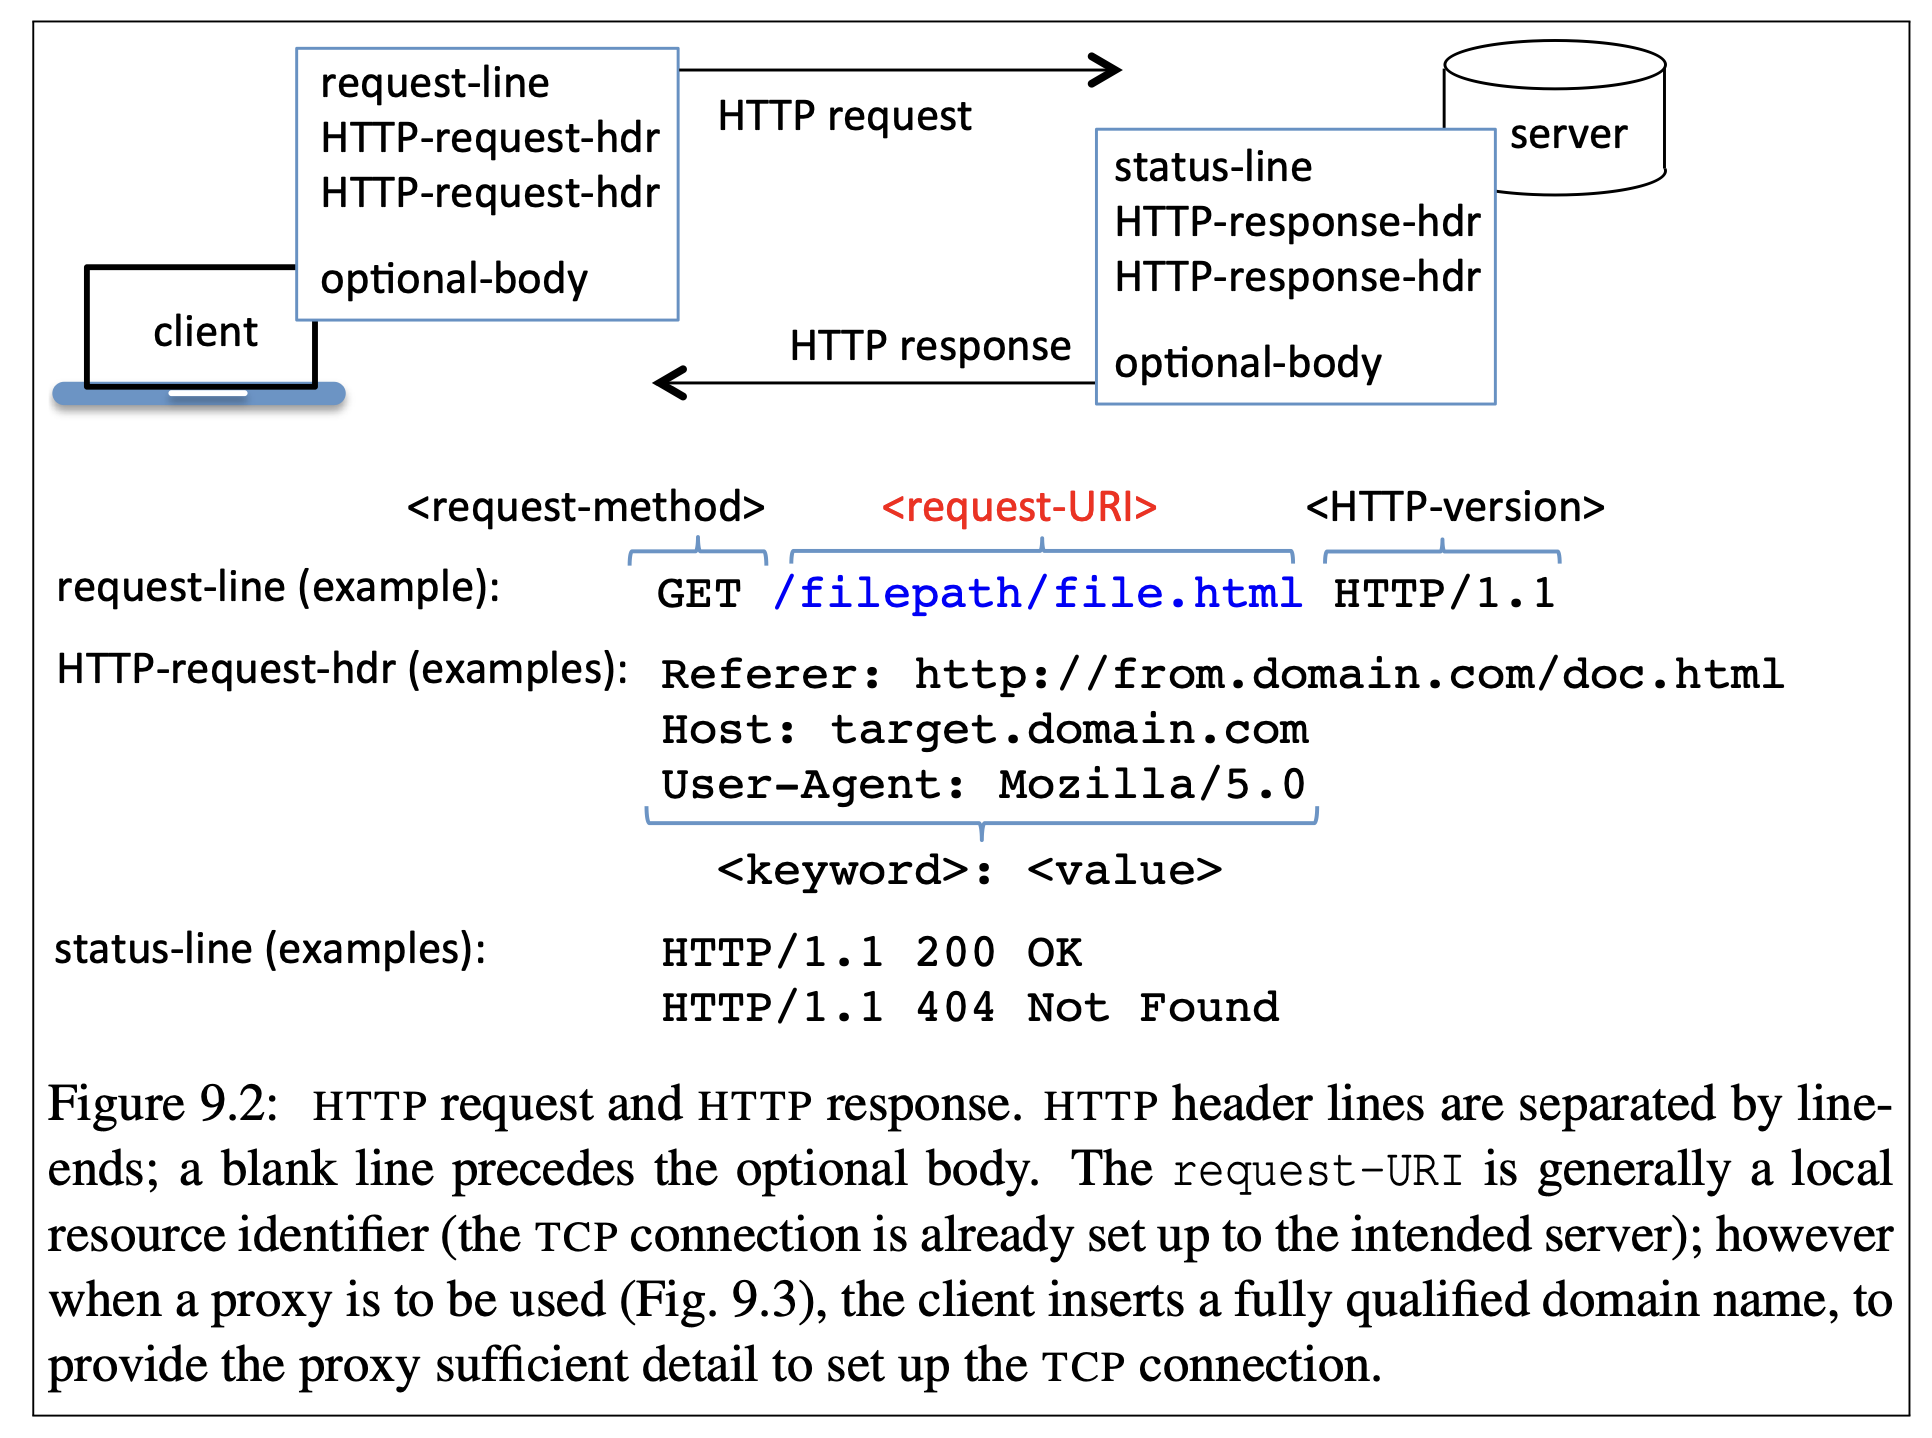 request-line
HTTP-request-hdr
HTTP-request-hdr
optional-body
client
HTTP request
server
status-line
HTTP-response-hdr
HTTP-response-hdr
optional-body
HTTP response
<request-method> <request-URI> <HTTP-version>
request-line (example): GET /filepath/file.html HTTP/1.1
HTTP-request-hdr (examples): Referer: http://from.domain.com/doc.html
Host: target.domain.com
User-Agent: Mozilla/5.0
<keyword>: <value>
status-line (examples): HTTP/1.1 200 OK
HTTP/1.1 404 Not Found
Figure 9.2: HTTP request and HTTP response. HTTP header lines are separated by line-
ends; a blank line precedes the optional body. The request-URI is generally a local
resource identifier (the TCP connection is already set up to the intended server); however
when a proxy is to be used (Fig. 9.3), the client inserts a fully qualified domain name, to
provide the proxy sufficient detail to set up the TCP connection.